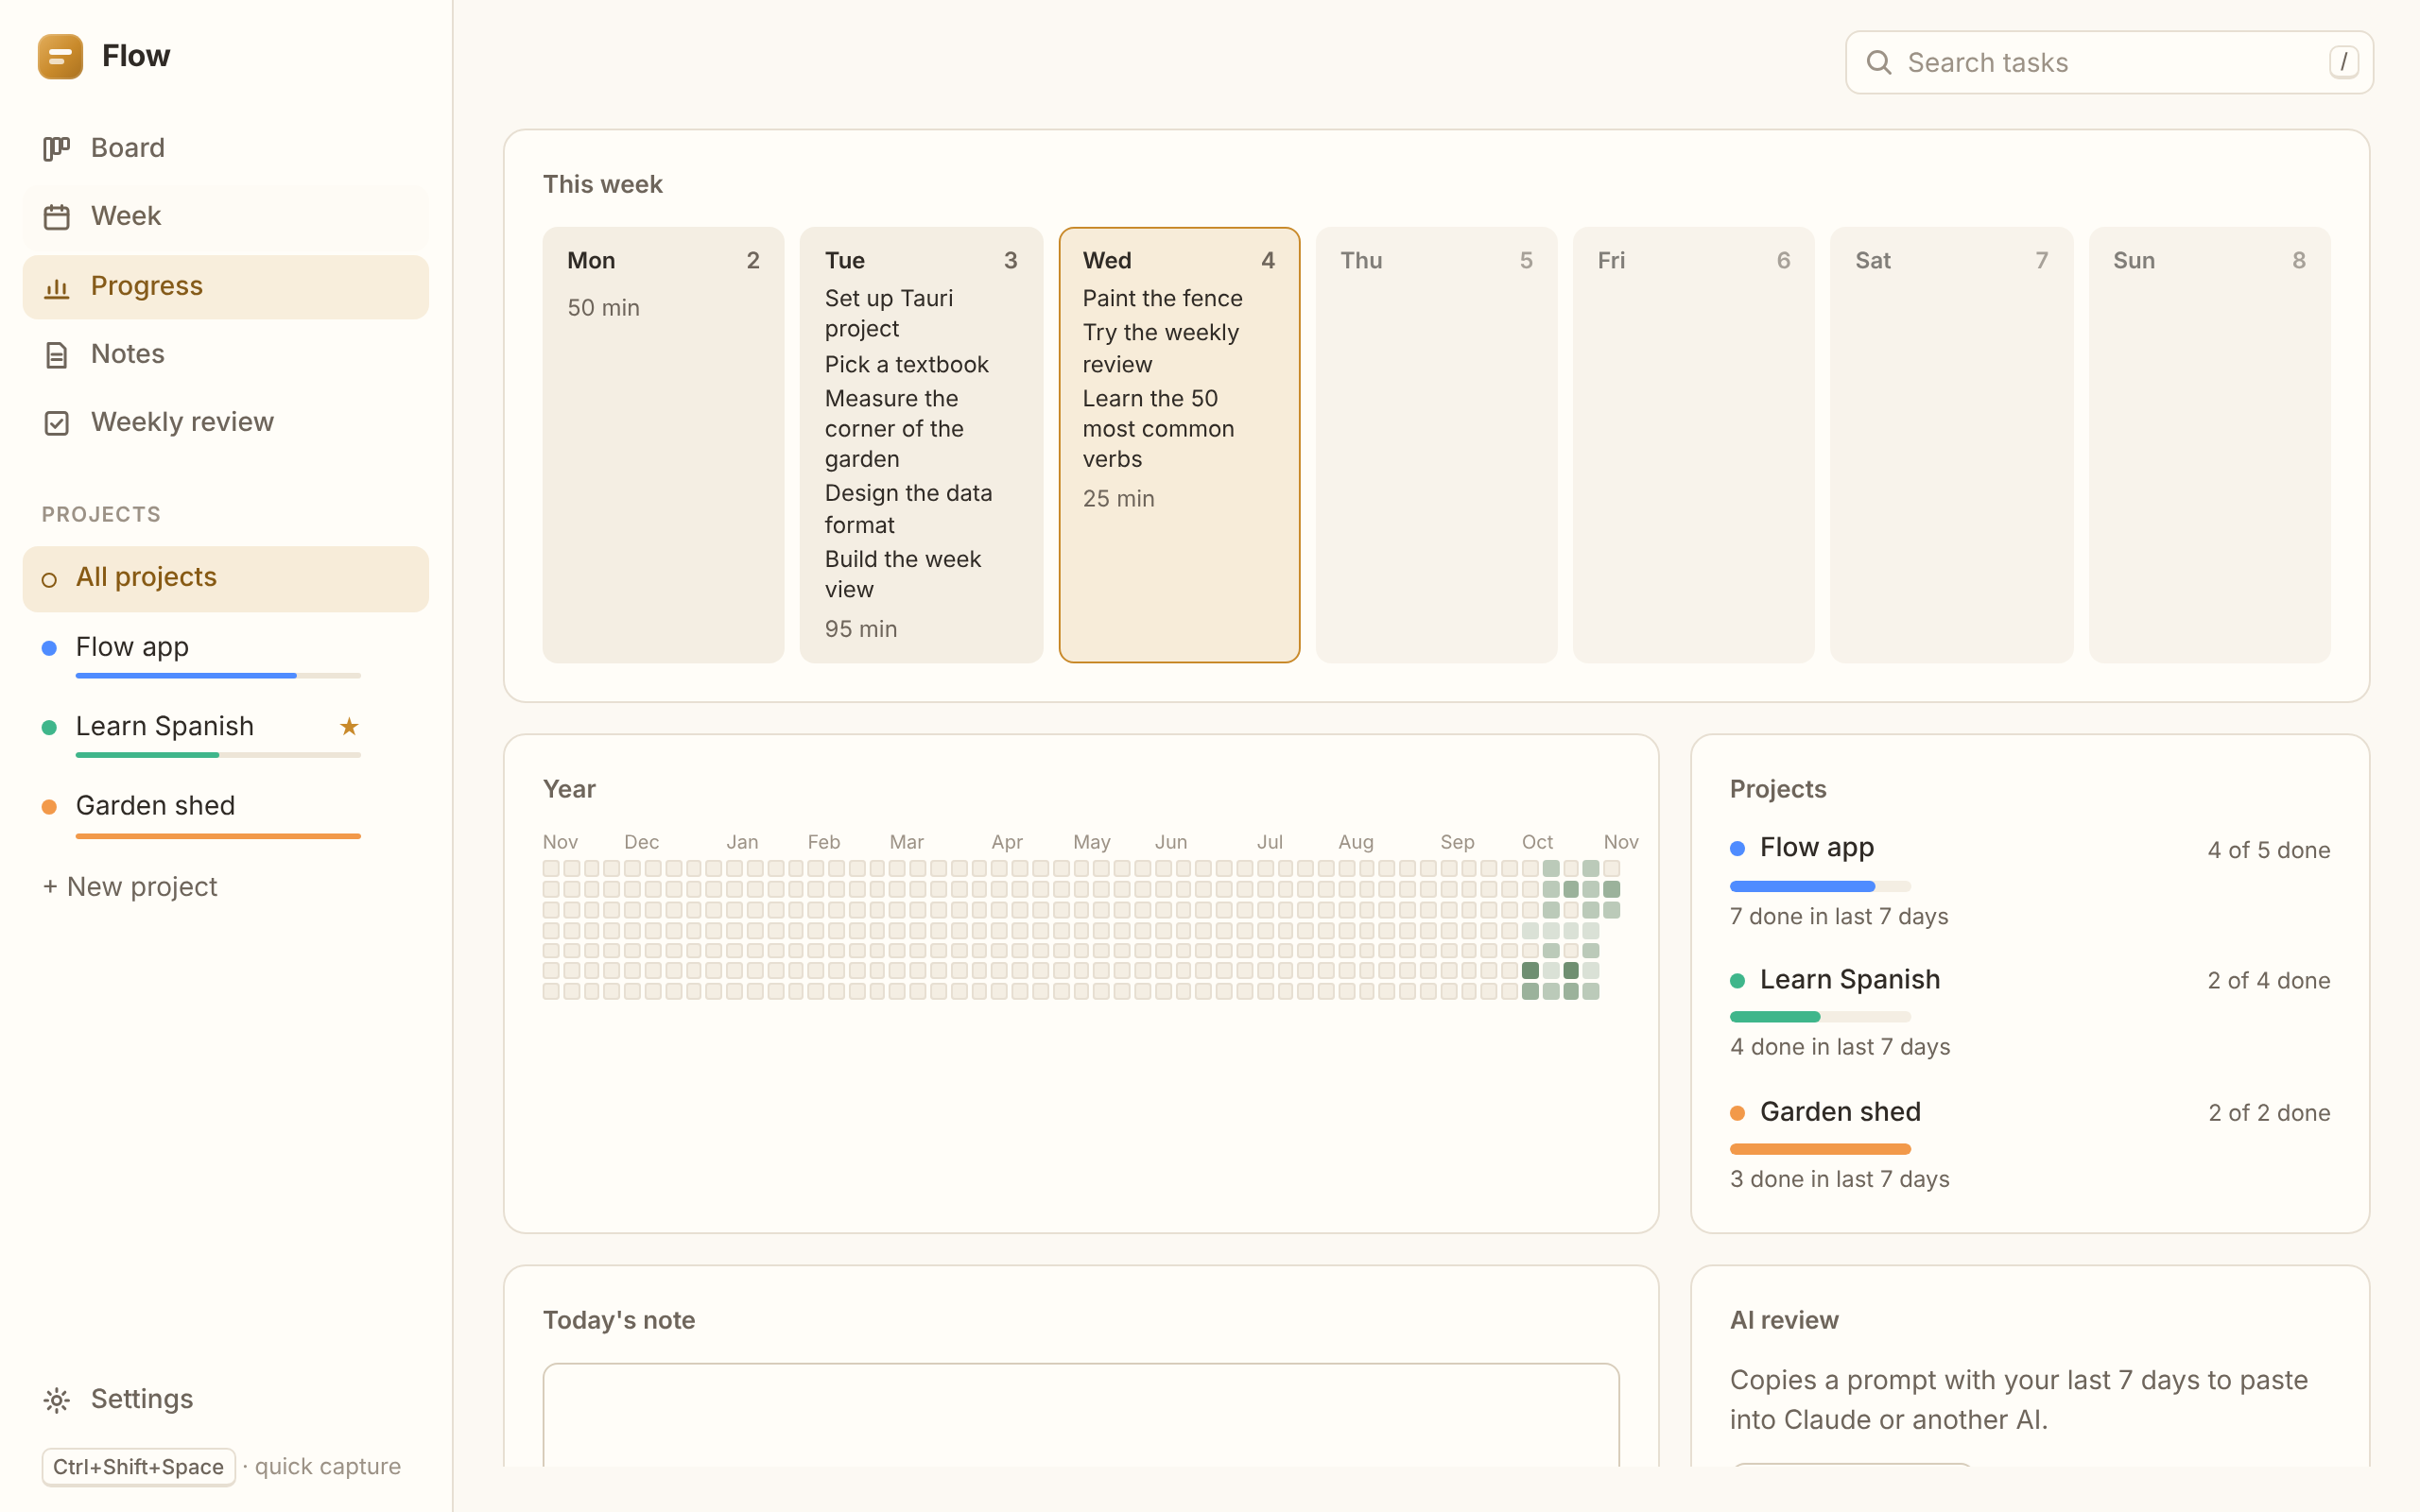 Flow
Search tasks
/
Board
Week
Progress
Notes
Weekly review
PROJECTS
All projects
Flow app
Learn Spanish ★
Garden shed
+ New project
Settings
Ctrl+Shift+Space · quick capture
This week
Mon 2
50 min
Tue 3
Set up Tauri
project
Pick a textbook
Measure the
corner of the
garden
Design the data
format
Build the week
view
95 min
Wed 4
Paint the fence
Try the weekly
review
Learn the 50
most common
verbs
25 min
Thu 5
Fri 6
Sat 7
Sun 8
Year
Nov Dec Jan Feb Mar Apr May Jun Jul Aug Sep Oct Nov
Projects
Flow app 4 of 5 done
7 done in last 7 days
Learn Spanish 2 of 4 done
4 done in last 7 days
Garden shed 2 of 2 done
3 done in last 7 days
Today's note
AI review
Copies a prompt with your last 7 days to paste
into Claude or another AI.